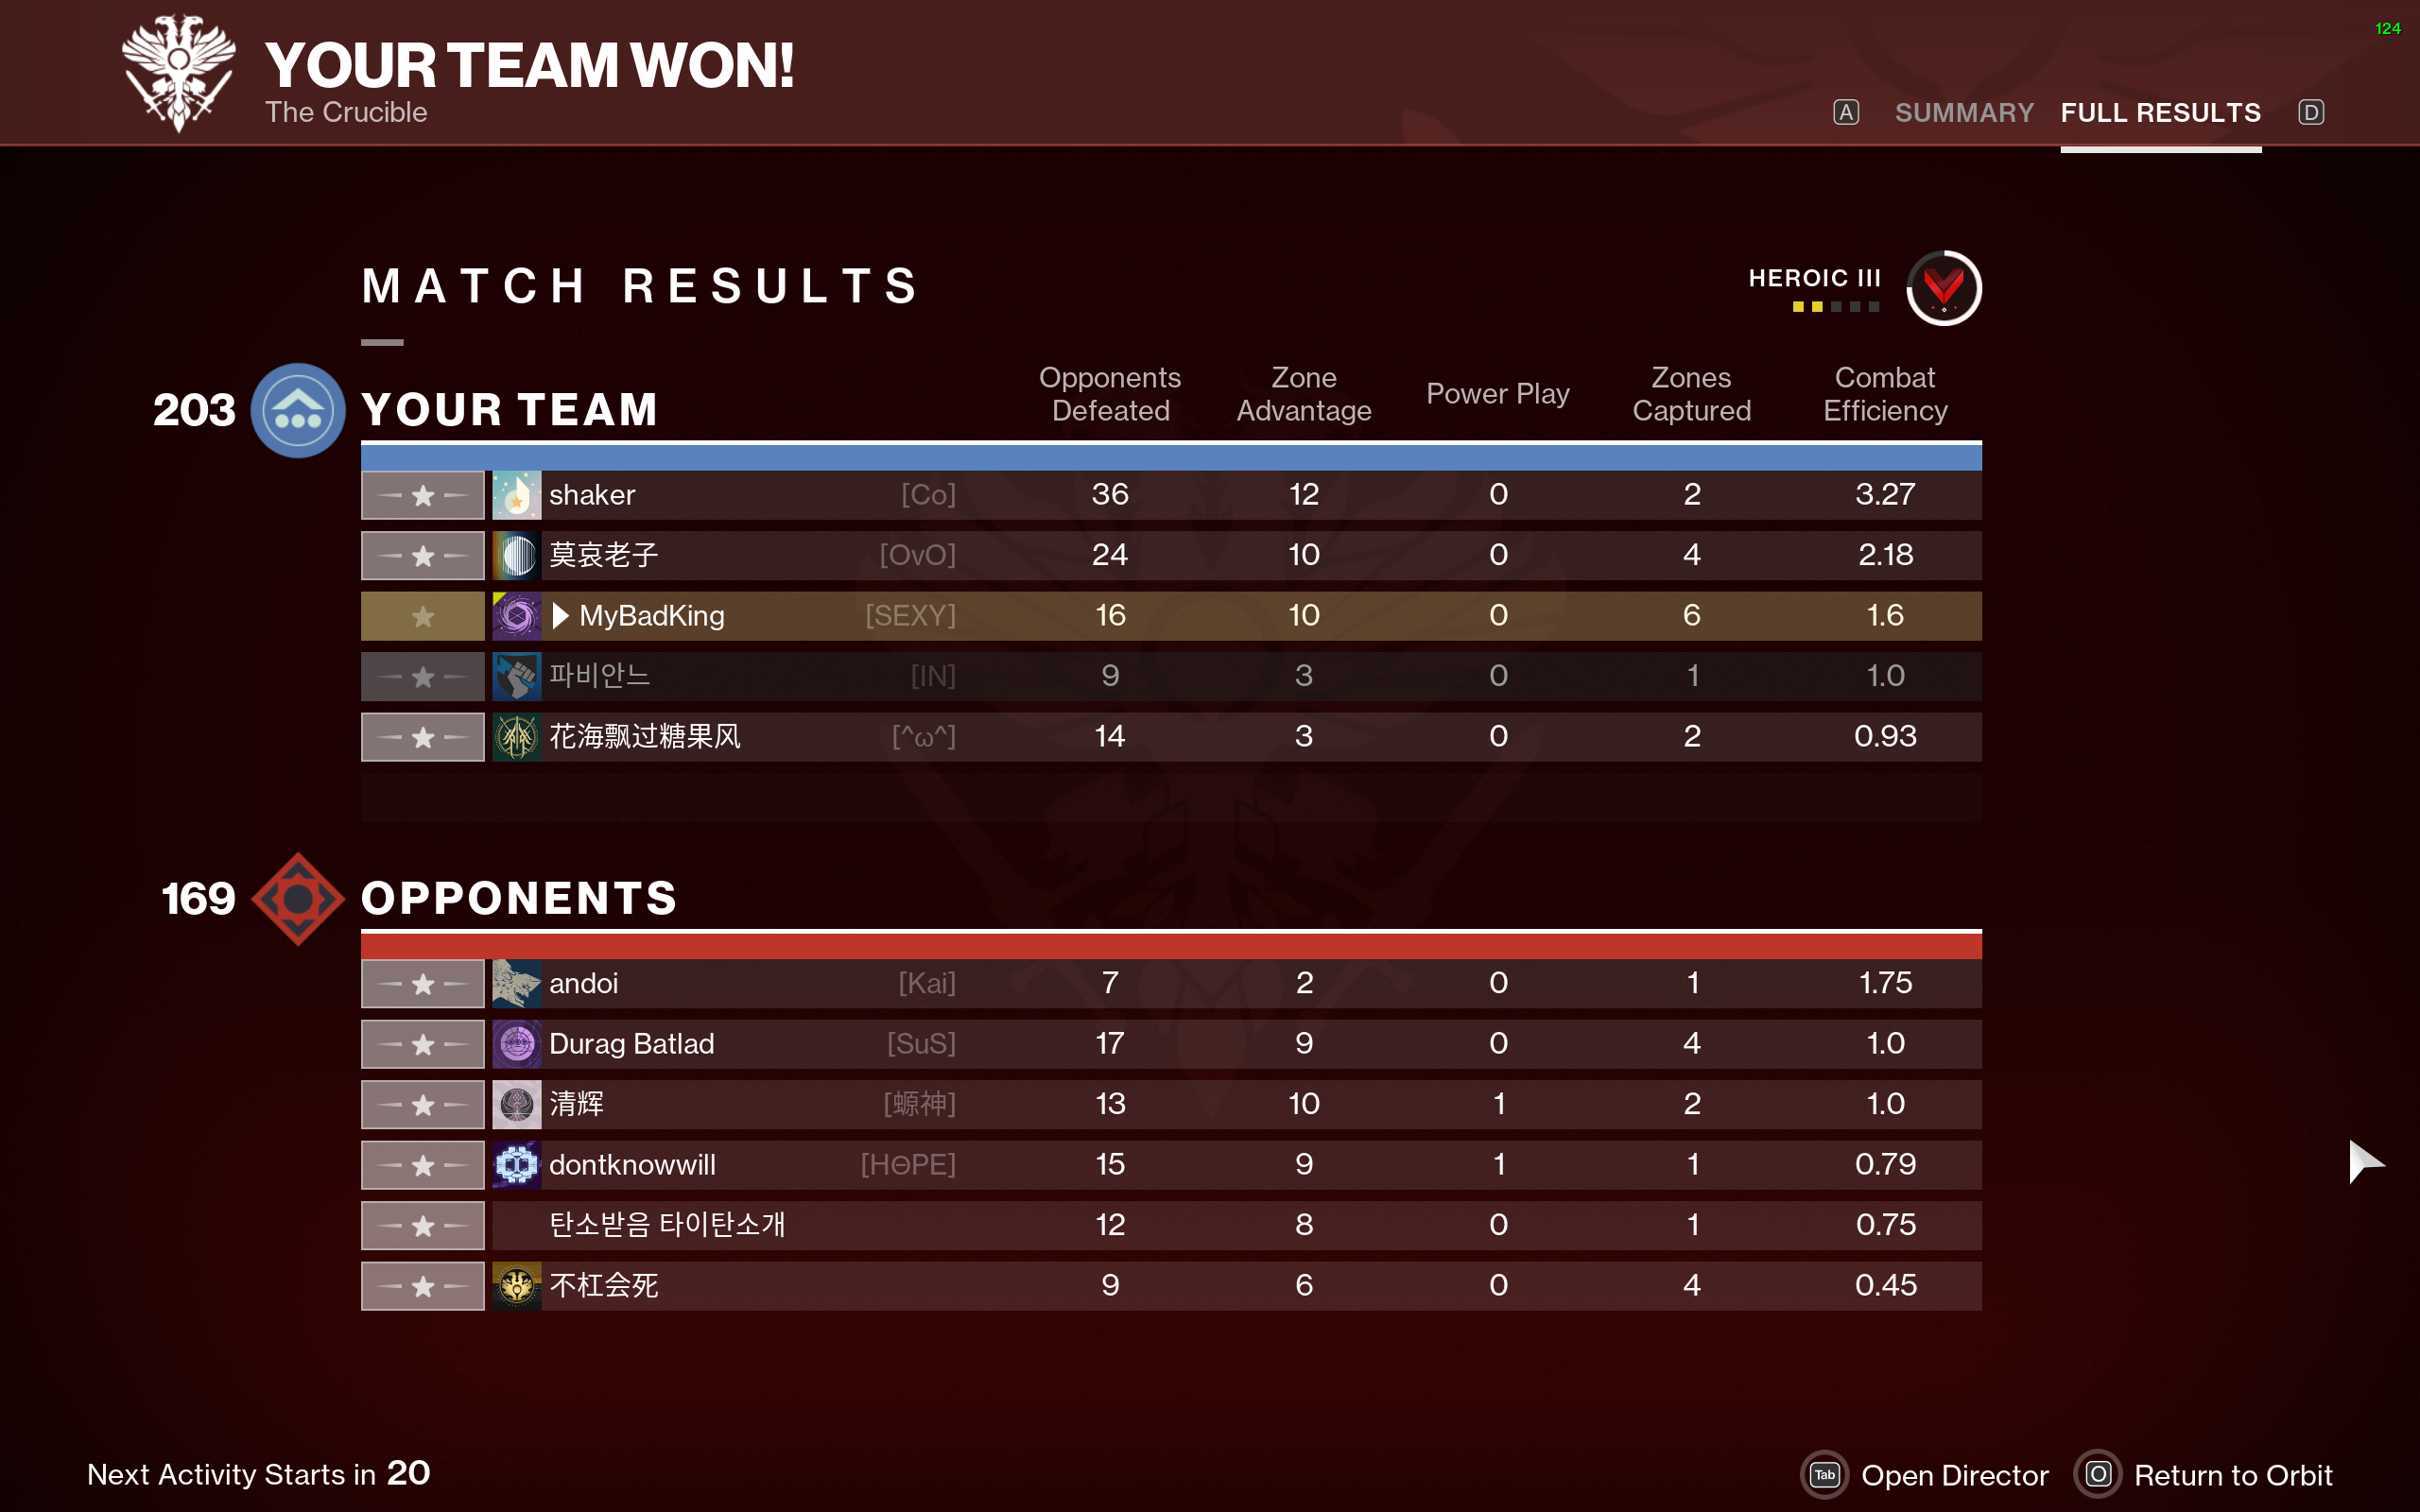 124
YOUR TEAM WON!
The Crucible
A SUMMARY FULL RESULTS D
MATCH RESULTS
HEROIC III
203 YOUR TEAM Opponents Defeated Zone Advantage Power Play Zones Captured Combat Efficiency
shaker [Co] 36 12 0 2 3.27
莫哀老子 [OvO] 24 10 0 4 2.18
MyBadKing [SEXY] 16 10 0 6 1.6
파비안느 [IN] 9 3 0 1 1.0
花海飘过糖果风 [^ω^] 14 3 0 2 0.93
169 OPPONENTS
andoi [Kai] 7 2 0 1 1.75
Durag Batlad [SuS] 17 9 0 4 1.0
清辉 [螈神] 13 10 1 2 1.0
dontknowwill [HΘPE] 15 9 1 1 0.79
탄소받음 타이탄소개 12 8 0 1 0.75
不杠会死 9 6 0 4 0.45
Next Activity Starts in 20
Tab Open Director O Return to Orbit